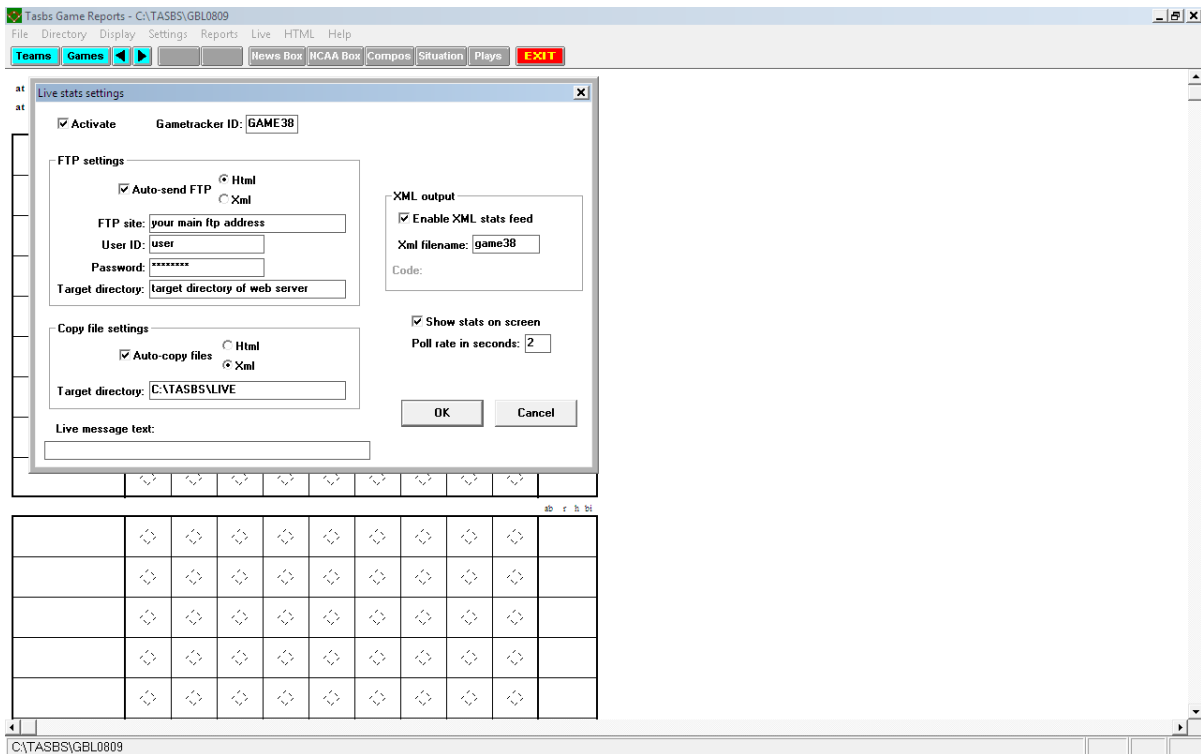 Tasbs Game Reports - C:\TASBS\GBL0809
File Directory Display Settings Reports Live HTML Help
Teams Games News Box NCAA Box Compos Situation Plays EXIT
at
at
Live stats settings
Activate Gametracker ID: GAME38
FTP settings
Auto-send FTP
Html
Xml
FTP site: your main ftp address
User ID: user
Password: ********
Target directory: target directory of web server
XML output
Enable XML stats feed
Xml filename: game38
Code:
Copy file settings
Auto-copy files
Html
Xml
Target directory: C:\TASBS\LIVE
Show stats on screen
Poll rate in seconds: 2
OK Cancel
Live message text:
ab r h bi
C:\TASBS\GBL0809